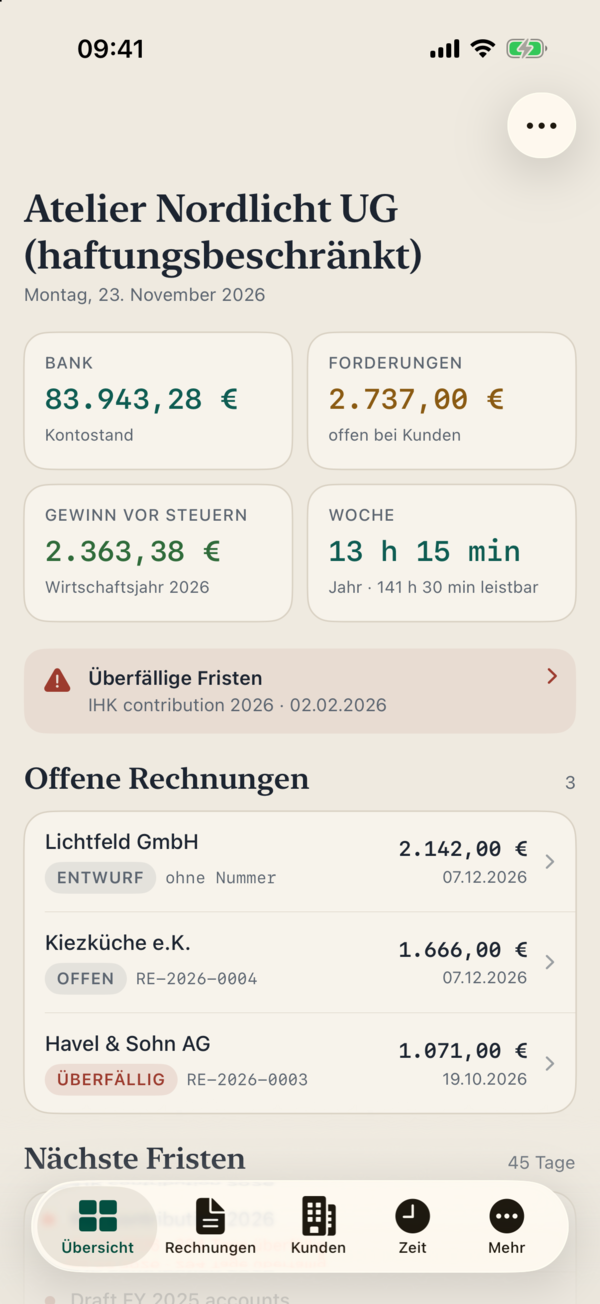 09:41
Atelier Nordlicht UG
(haftungsbeschränkt)
Montag, 23. November 2026
BANK
83.943,28 €
Kontostand
FORDERUNGEN
2.737,00 €
offen bei Kunden
GEWINN VOR STEUERN
2.363,38 €
Wirtschaftsjahr 2026
WOCHE
13 h 15 min
Jahr · 141 h 30 min leistbar
Überfällige Fristen
IHK contribution 2026 · 02.02.2026
Offene Rechnungen
3
Lichtfeld GmbH
2.142,00 €
ENTWURF ohne Nummer
07.12.2026
Kiezküche e.K.
1.666,00 €
OFFEN RE-2026-0004
07.12.2026
Havel & Sohn AG
1.071,00 €
ÜBERFÄLLIG RE-2026-0003
19.10.2026
Nächste Fristen
45 Tage
Übersicht
Rechnungen
Kunden
Zeit
Mehr
Draft FY 2025 accounts